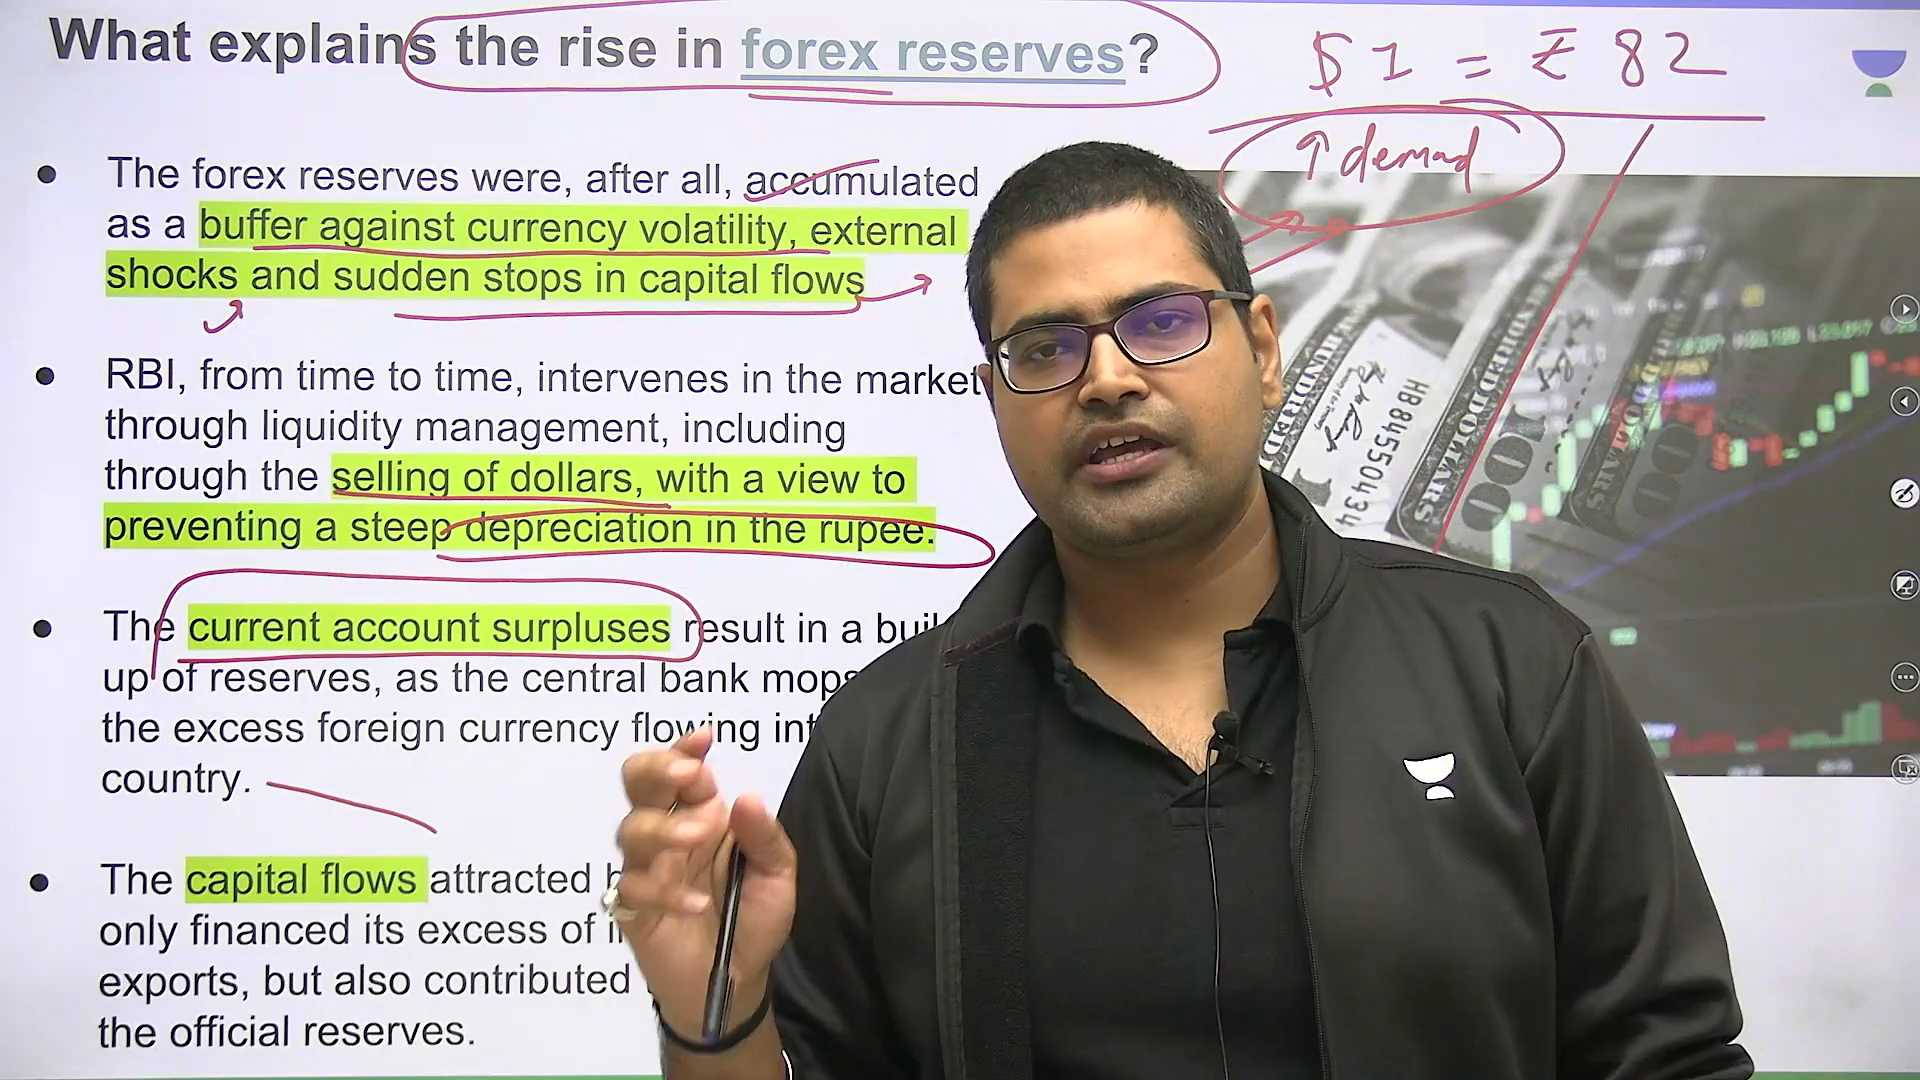 What explains the rise in forex reserves?
$ 1 = ₹ 82
↑ demad
• The forex reserves were, after all, accumulated
as a buffer against currency volatility, external
shocks and sudden stops in capital flows
• RBI, from time to time, intervenes in the market
through liquidity management, including
through the selling of dollars, with a view to
preventing a steep depreciation in the rupee.
• The current account surpluses result in a buil
up of reserves, as the central bank mops
the excess foreign currency flowing int
country.
• The capital flows attracted
only financed its excess of
exports, but also contributed
the official reserves.
HB 84550434
100